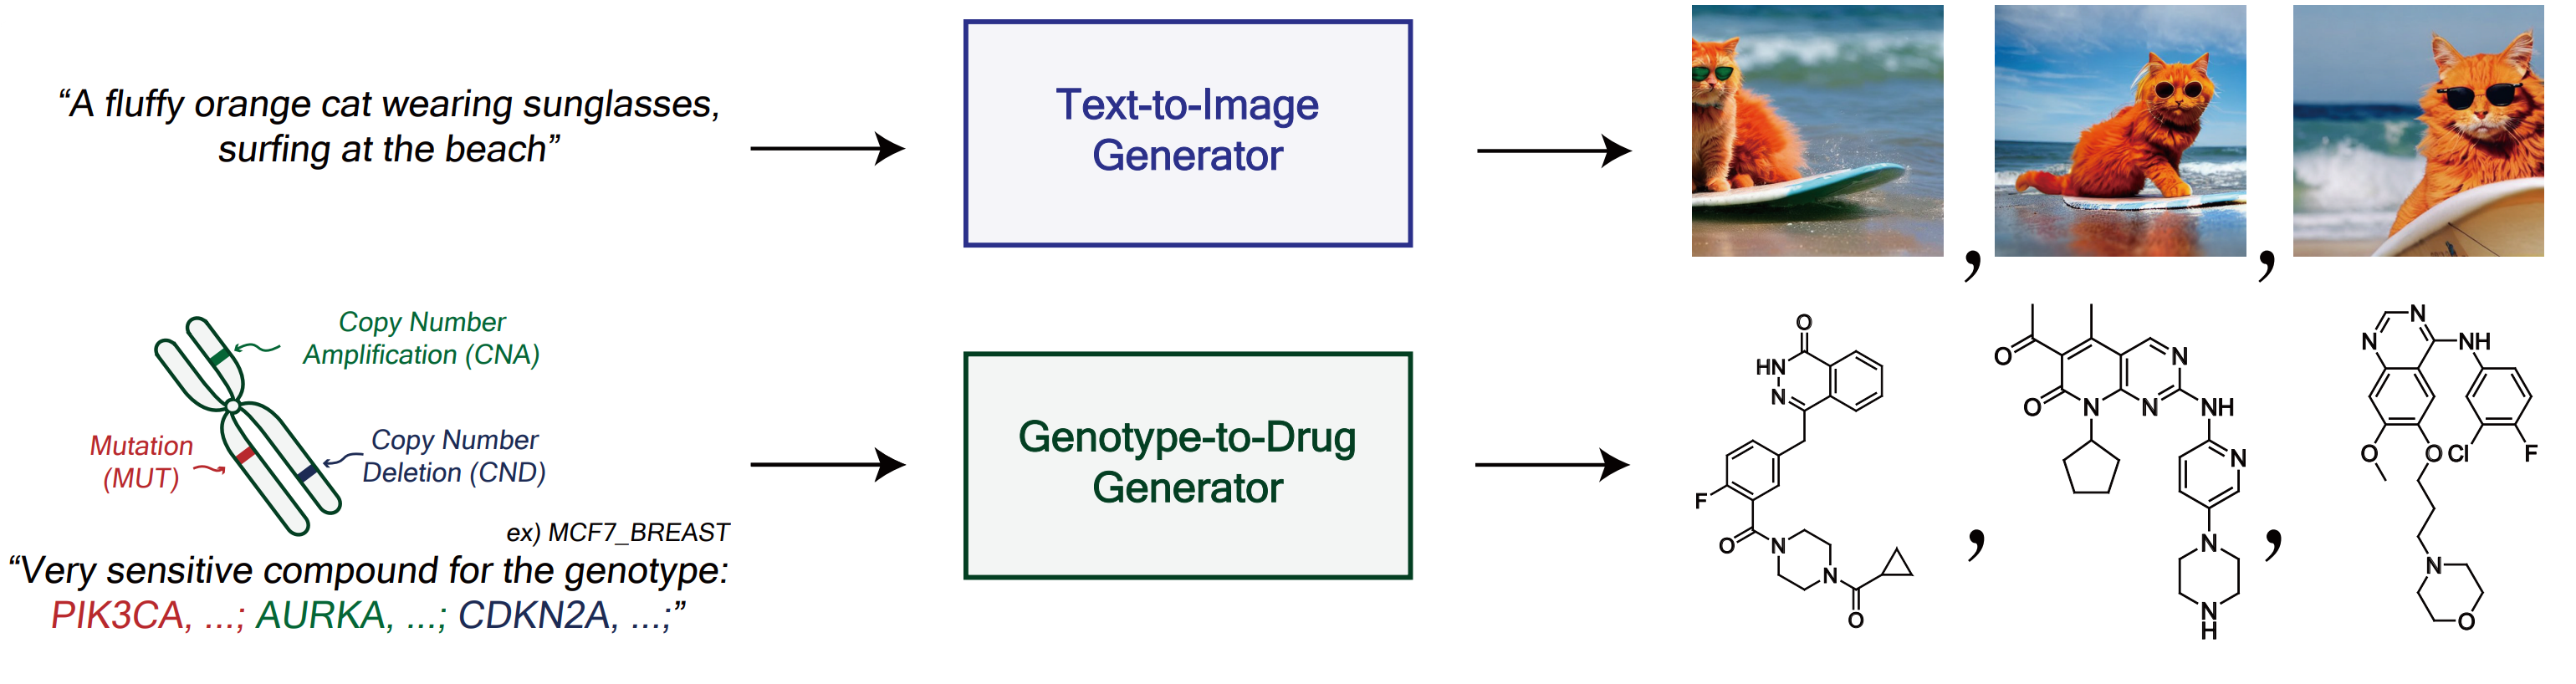 “A fluffy orange cat wearing sunglasses,
surfing at the beach”
Text-to-Image
Generator
,
,
Copy Number
Amplification (CNA)
Mutation
(MUT)
Copy Number
Deletion (CND)
ex) MCF7_BREAST
“Very sensitive compound for the genotype:
PIK3CA, ...; AURKA, ...; CDKN2A, ...;”
Genotype-to-Drug
Generator
O
HN
N
F
O
N
N
O
,
O
N
O
N
N
NH
N
N
N
H
,
N
N
NH
O
O
Cl
F
N
O